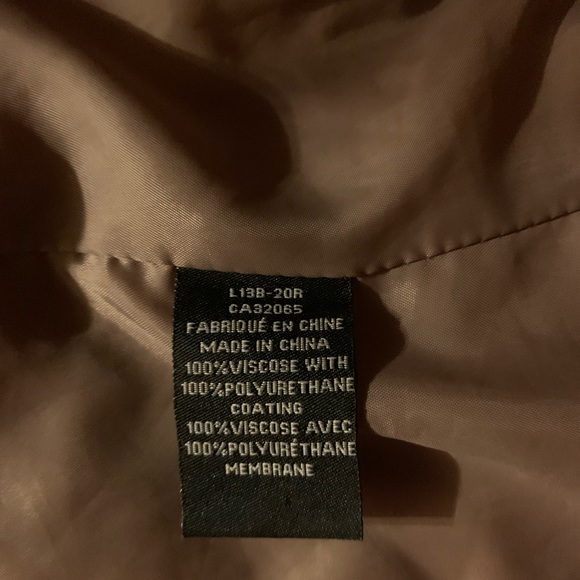 L13B-20R
CA32065
FABRIQUÉ EN CHINE
MADE IN CHINA
100%VISCOSE WITH
100%POLYURETHANE
COATING
100%VISCOSE AVEC
100%POLYURÉTHANE
MEMBRANE